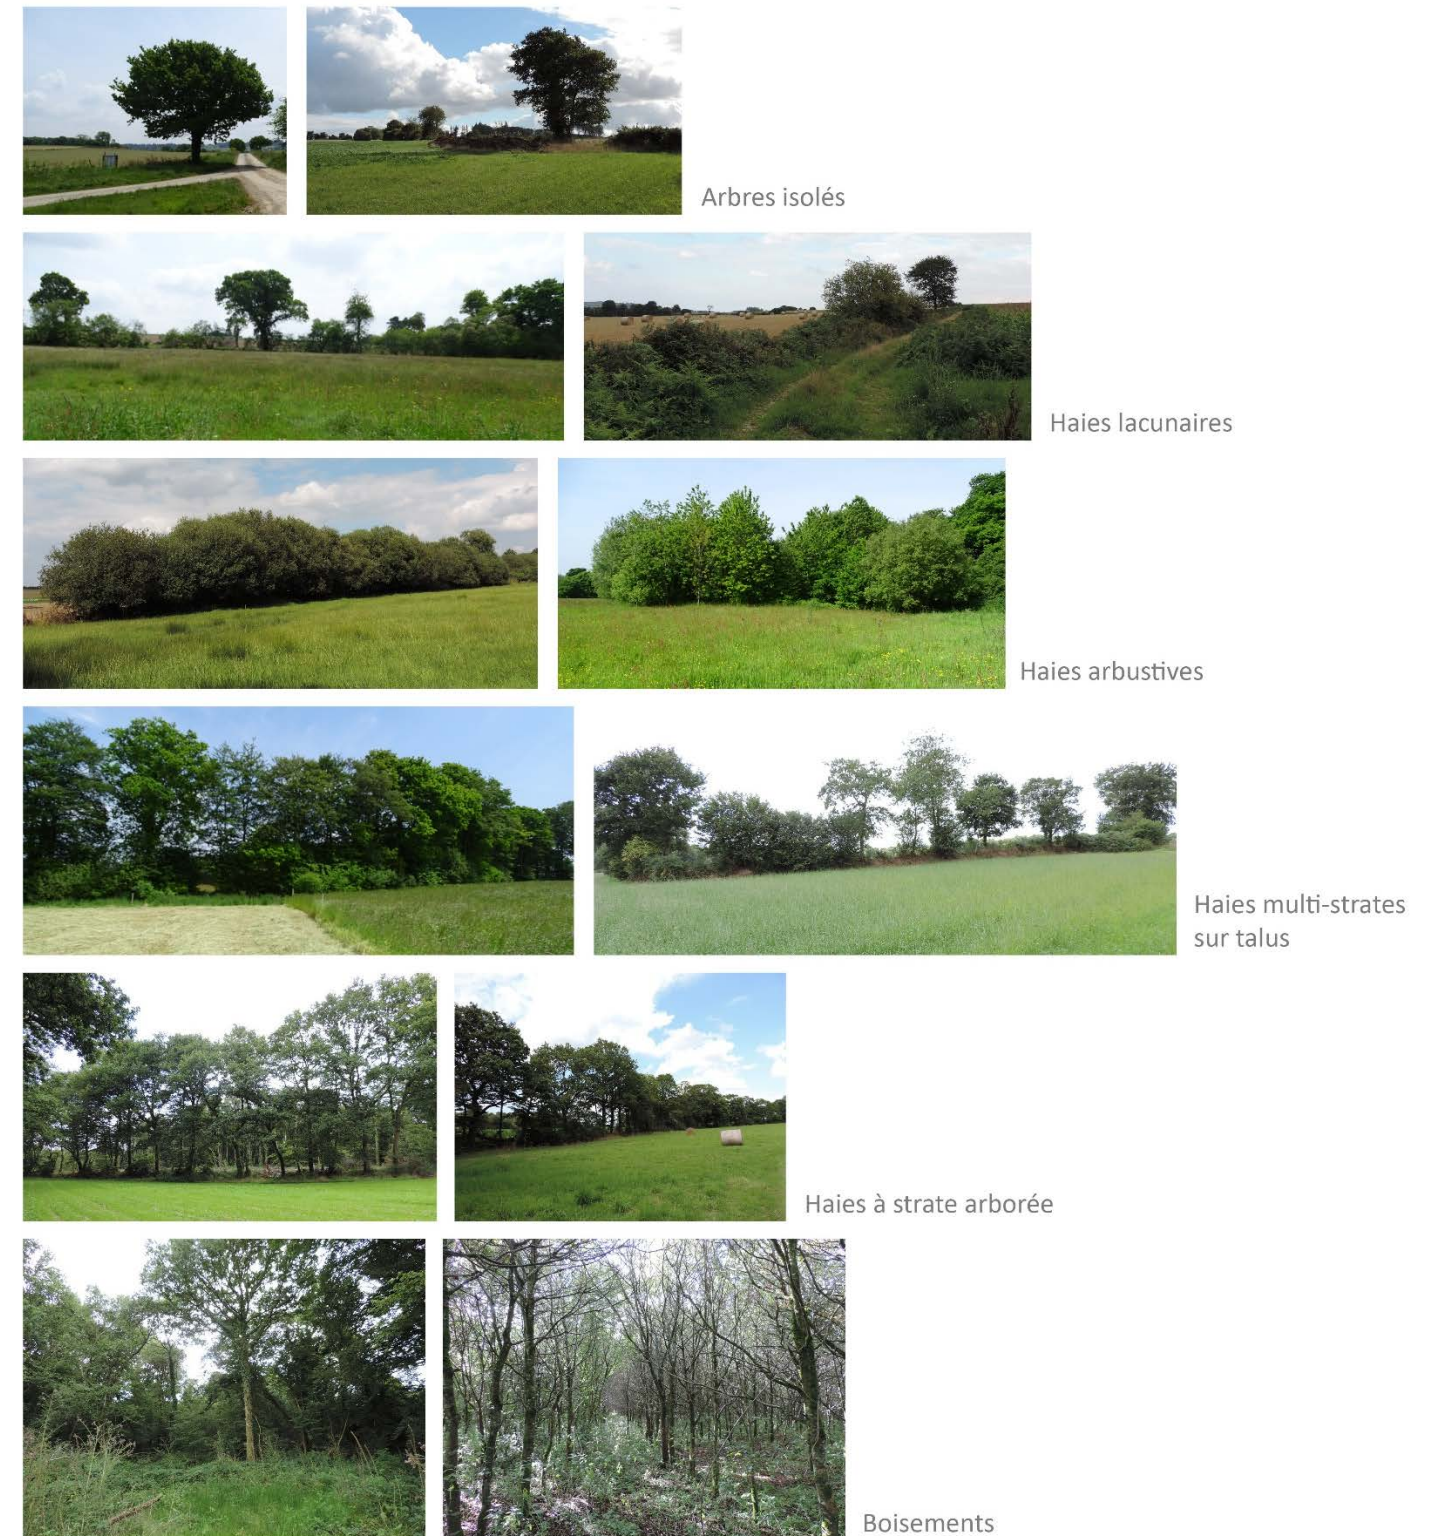 Arbres isolés
Haies lacunaires
Haies arbustives
Haies multi-strates
sur talus
Haies à strate arborée
Boisements